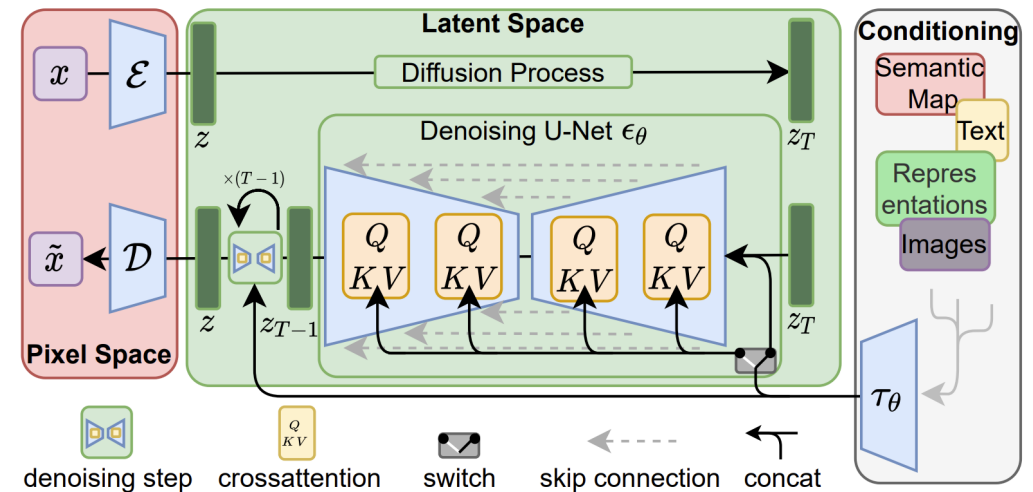 Latent Space
Conditioning
x
ℰ
z
Diffusion Process
z_T
Semantic
Map
Text
Repres
entations
Images
Denoising U-Net ϵ_θ
×(T−1)
x̃
𝒟
z
z_{T−1}
Q
KV
Q
KV
Q
KV
Q
KV
z_T
Pixel Space
τ_θ
Q
KV
denoising step
crossattention
switch
skip connection
concat